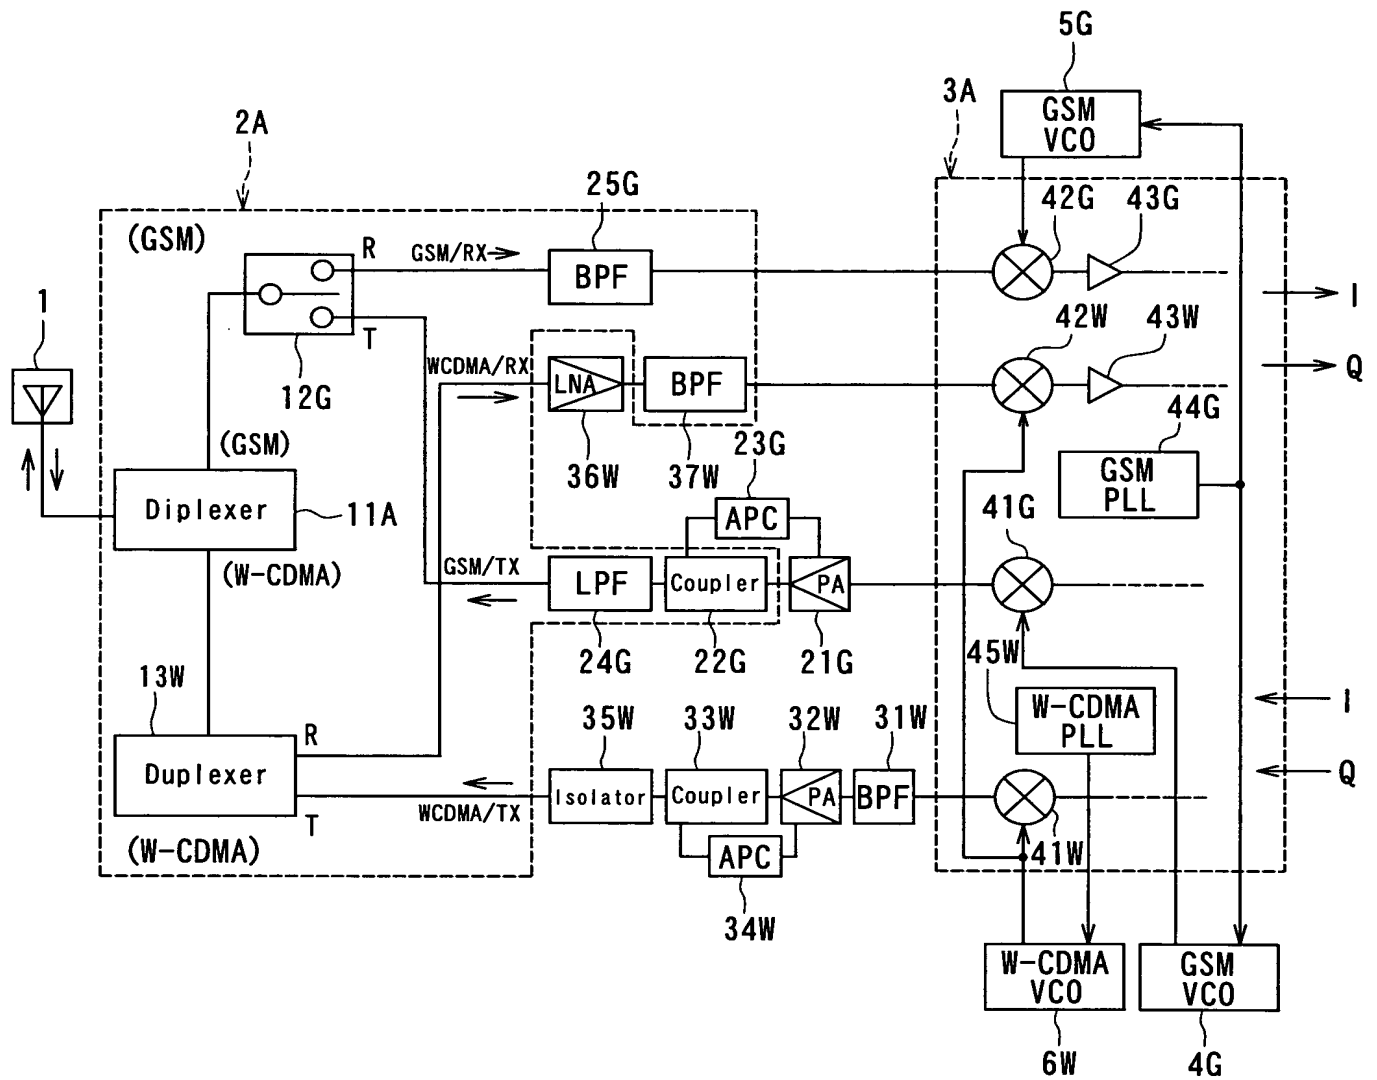 5G
3A
GSM
VCO
2A
25G
42G
43G
(GSM)
R
GSM/RX
BPF
I
1
T
12G
WCDMA/RX
LNA
BPF
42W
43W
Q
(GSM)
36W
37W
23G
44G
GSM
PLL
Diplexer
11A
APC
41G
(W-CDMA)
GSM/TX
LPF
Coupler
PA
24G
22G
21G
45W
13W
35W
33W
32W
31W
W-CDMA
PLL
I
R
Duplexer
T
Isolator
Coupler
PA
BPF
Q
WCDMA/TX
(W-CDMA)
APC
41W
34W
W-CDMA
VCO
GSM
VCO
6W
4G